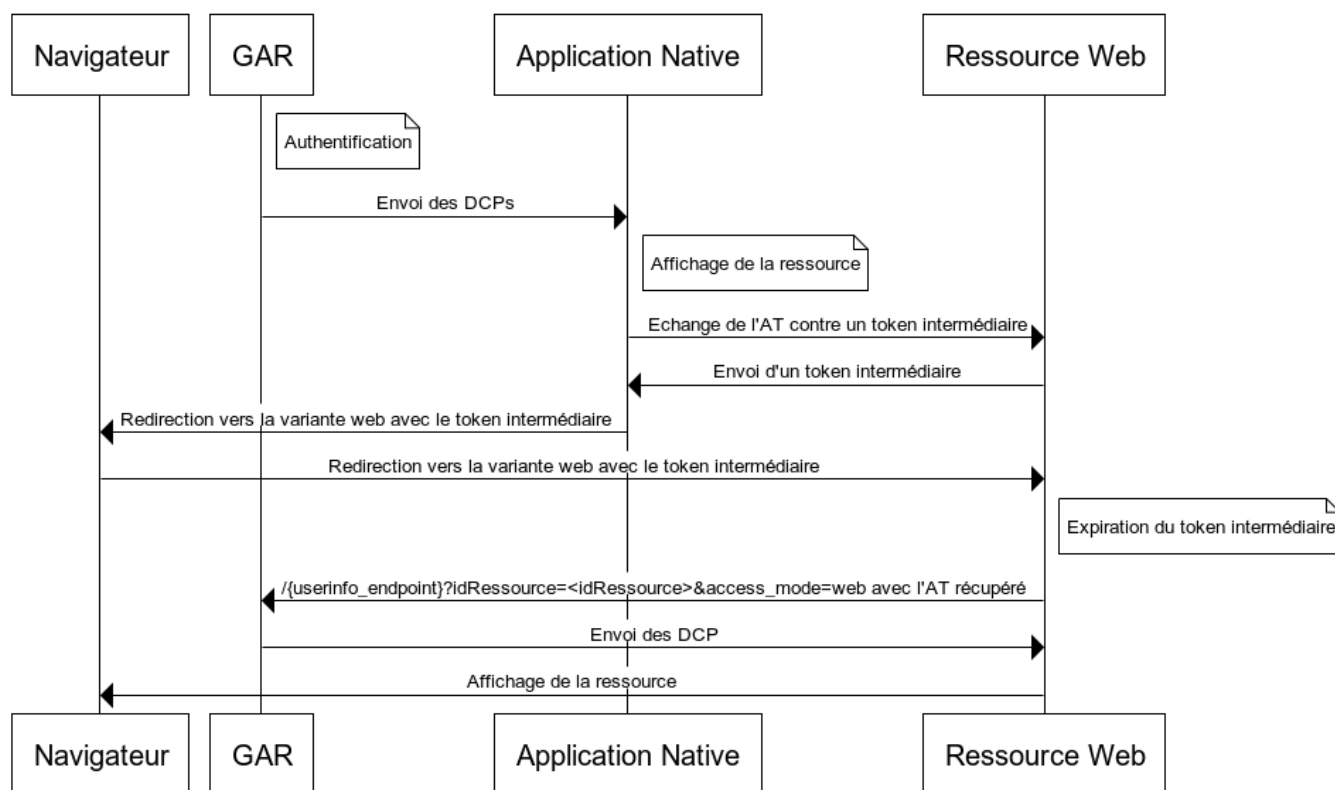 Navigateur
GAR
Application Native
Ressource Web
Authentification
Envoi des DCPs
Affichage de la ressource
Echange de l'AT contre un token intermédiaire
Envoi d'un token intermédiaire
Redirection vers la variante web avec le token intermédiaire
Redirection vers la variante web avec le token intermédiaire
Expiration du token intermédiaire
/{userinfo_endpoint}?idRessource=<idRessource>&access_mode=web avec l'AT récupéré
Envoi des DCP
Affichage de la ressource
Navigateur
GAR
Application Native
Ressource Web